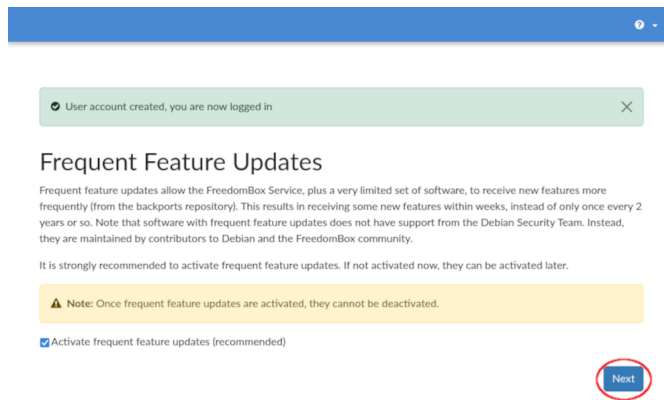 User account created, you are now logged in
Frequent Feature Updates
Frequent feature updates allow the FreedomBox Service, plus a very limited set of software, to receive new features more
frequently (from the backports repository). This results in receiving some new features within weeks, instead of only once every 2
years or so. Note that software with frequent feature updates does not have support from the Debian Security Team. Instead,
they are maintained by contributors to Debian and the FreedomBox community.
It is strongly recommended to activate frequent feature updates. If not activated now, they can be activated later.
Note: Once frequent feature updates are activated, they cannot be deactivated.
Activate frequent feature updates (recommended)
Next